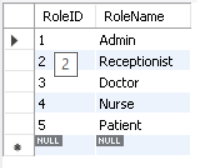 RoleID RoleName
1 Admin
2 2 Receptionist
3 Doctor
4 Nurse
5 Patient
NULL NULL